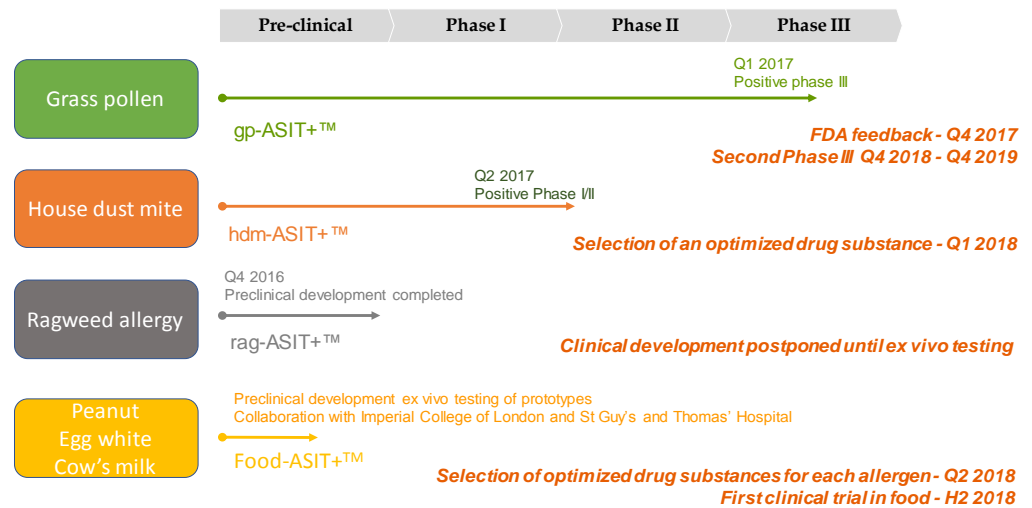 Pre-clinical
Phase I
Phase II
Phase III
Grass pollen
Q1 2017
Positive phase III
gp-ASIT+™
FDA feedback - Q4 2017
Second Phase III Q4 2018 - Q4 2019
House dust mite
Q2 2017
Positive Phase I/II
hdm-ASIT+™
Selection of an optimized drug substance - Q1 2018
Ragweed allergy
Q4 2016
Preclinical development completed
rag-ASIT+™
Clinical development postponed until ex vivo testing
Peanut
Egg white
Cow's milk
Preclinical development ex vivo testing of prototypes
Collaboration with Imperial College of London and St Guy's and Thomas' Hospital
Food-ASIT+™
Selection of optimized drug substances for each allergen - Q2 2018
First clinical trial in food - H2 2018